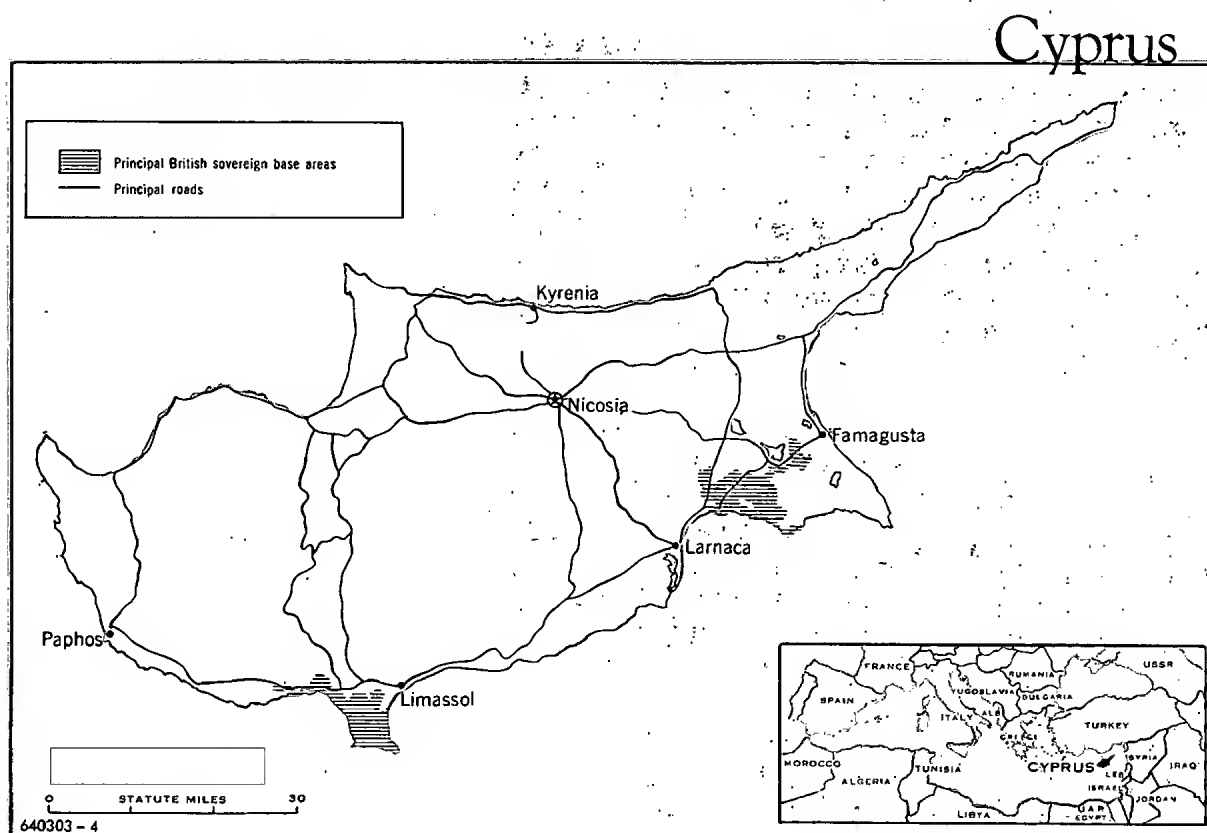 Cyprus
Principal British sovereign base areas
Principal roads
Kyrenia
Nicosia
Famagusta
Larnaca
Paphos
Limassol
0 STATUTE MILES 30
640303 - 4
FRANCE
USSR
RUMANIA
SPAIN
YUGOSLAVIA
BULGARIA
ITALY
ALB
GREECE
TURKEY
MOROCCO
ALGERIA
TUNISIA
CYPRUS
SYRIA
IRAQ
LEB
ISRAEL
JORDAN
LIBYA
UAR
EGYPT